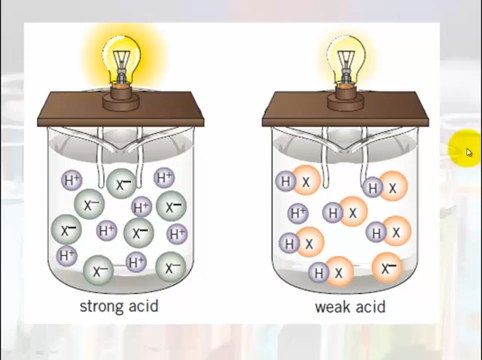 H⁺ X⁻ H⁺
X⁻ H⁺ X⁻
X⁻ H⁺ X⁻ H⁺
H⁺ X⁻ H⁺ X⁻
strong acid
H X H X
H⁺ H X
H X H X
H X X⁻
weak acid